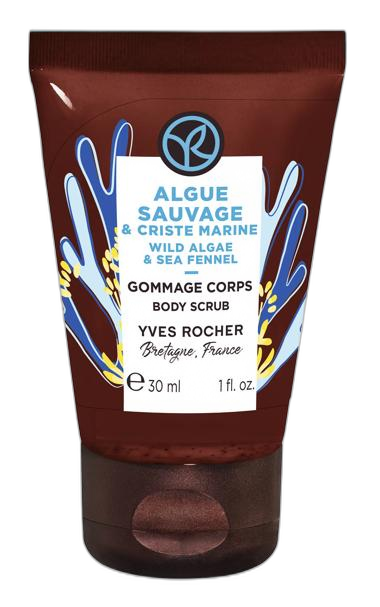 ALGUE
SAUVAGE
& CRISTE MARINE
WILD ALGAE
& SEA FENNEL
GOMMAGE CORPS
BODY SCRUB
YVES ROCHER
Bretagne, France
℮ 30 ml 1 fl. oz.